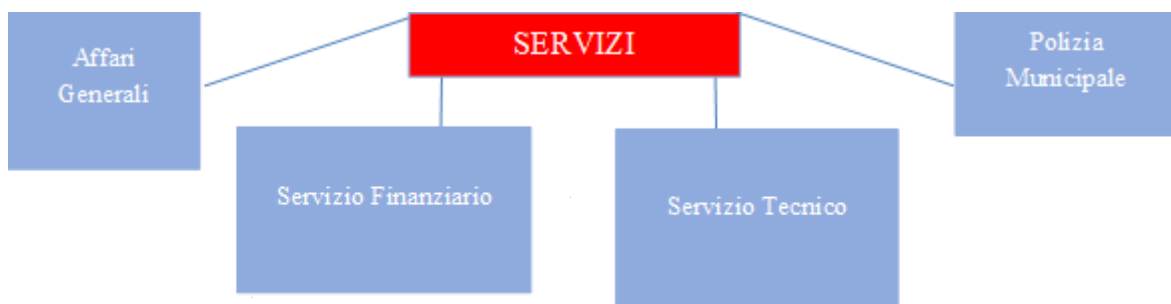 SERVIZI
Affari
Generali
Polizia
Municipale
Servizio Finanziario
Servizio Tecnico